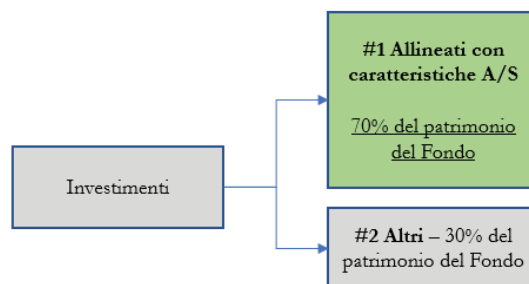 #1 Allineati con
caratteristiche A/S
70% del patrimonio
del Fondo
Investimenti
#2 Altri – 30% del
patrimonio del Fondo